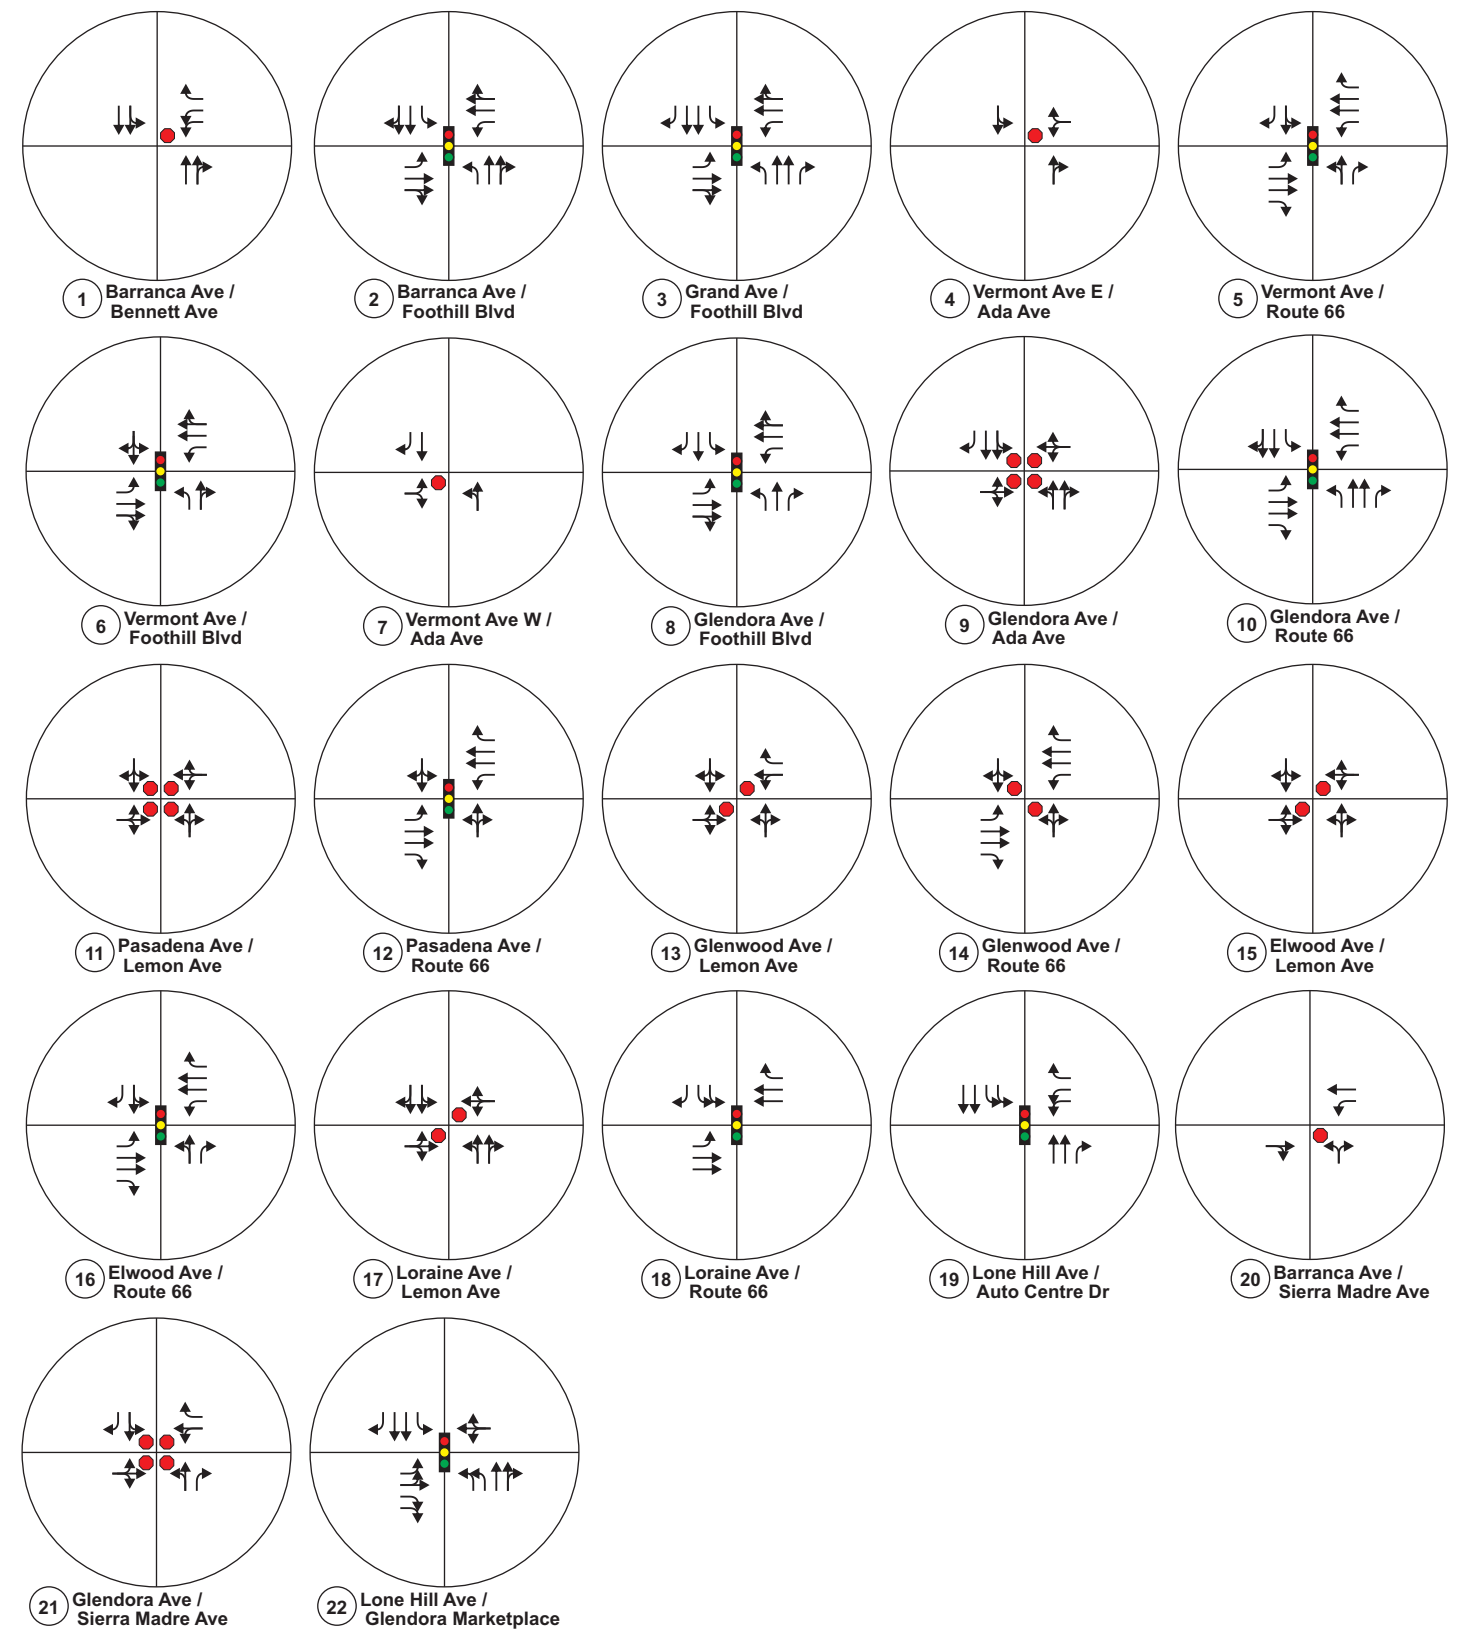 1 Barranca Ave /
Bennett Ave
2 Barranca Ave /
Foothill Blvd
3 Grand Ave /
Foothill Blvd
4 Vermont Ave E /
Ada Ave
5 Vermont Ave /
Route 66
6 Vermont Ave /
Foothill Blvd
7 Vermont Ave W /
Ada Ave
8 Glendora Ave /
Foothill Blvd
9 Glendora Ave /
Ada Ave
10 Glendora Ave /
Route 66
11 Pasadena Ave /
Lemon Ave
12 Pasadena Ave /
Route 66
13 Glenwood Ave /
Lemon Ave
14 Glenwood Ave /
Route 66
15 Elwood Ave /
Lemon Ave
16 Elwood Ave /
Route 66
17 Loraine Ave /
Lemon Ave
18 Loraine Ave /
Route 66
19 Lone Hill Ave /
Auto Centre Dr
20 Barranca Ave /
Sierra Madre Ave
21 Glendora Ave /
Sierra Madre Ave
22 Lone Hill Ave /
Glendora Marketplace